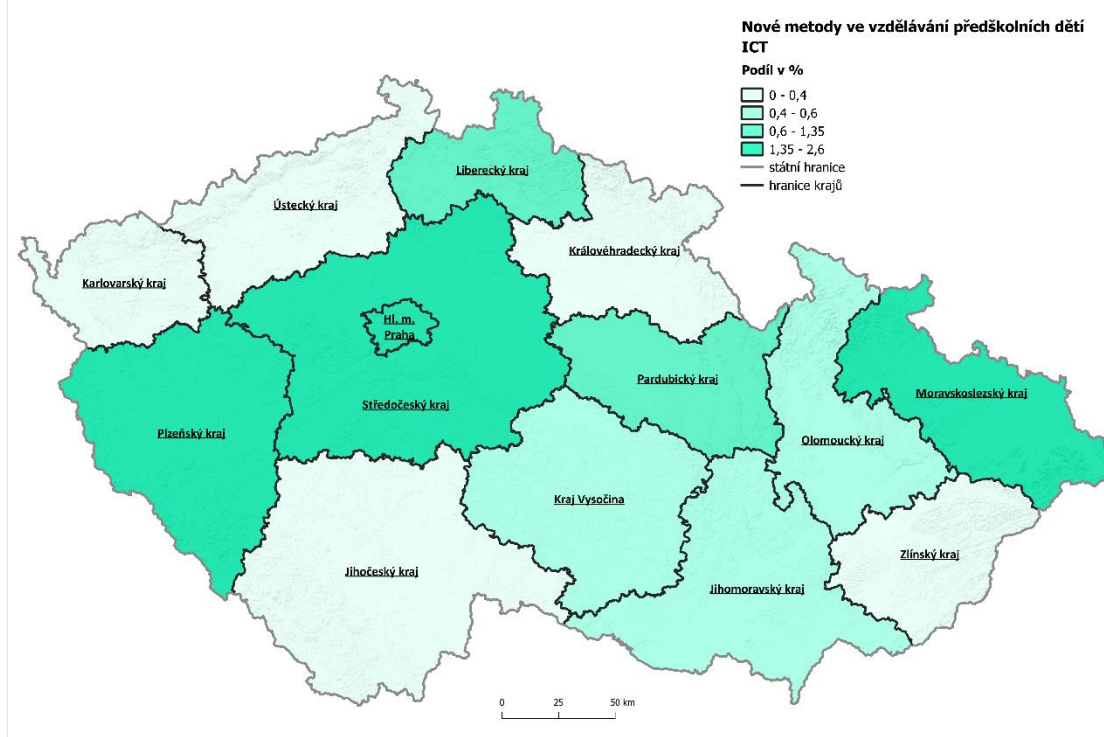 Nové metody ve vzdělávání předškolních dětí
ICT
Podíl v %
0 - 0,4
0,4 - 0,6
0,6 - 1,35
1,35 - 2,6
státní hranice
hranice krajů
Liberecký kraj
Ústecký kraj
Královéhradecký kraj
Karlovarský kraj
Hl. m.
Praha
Pardubický kraj
Moravskoslezský kraj
Středočeský kraj
Plzeňský kraj
Olomoucký kraj
Kraj Vysočina
Zlínský kraj
Jihočeský kraj
Jihomoravský kraj
0 25 50 km